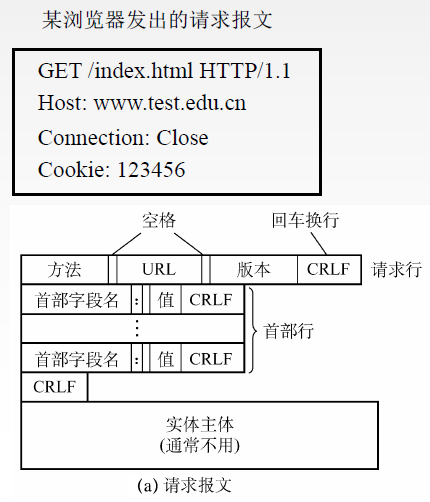 某浏览器发出的请求报文
GET /index.html HTTP/1.1
Host: www.test.edu.cn
Connection: Close
Cookie: 123456
空格 回车换行
方法 URL 版本 CRLF 请求行
首部字段名 : 值 CRLF
⋮ 首部行
首部字段名 : 值 CRLF
CRLF
实体主体
(通常不用)
(a) 请求报文